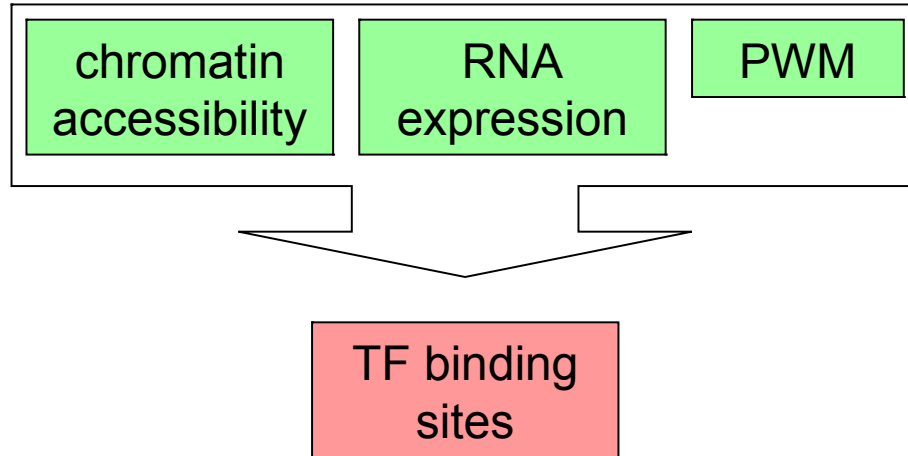 chromatin
accessibility
RNA
expression
PWM
TF binding
sites